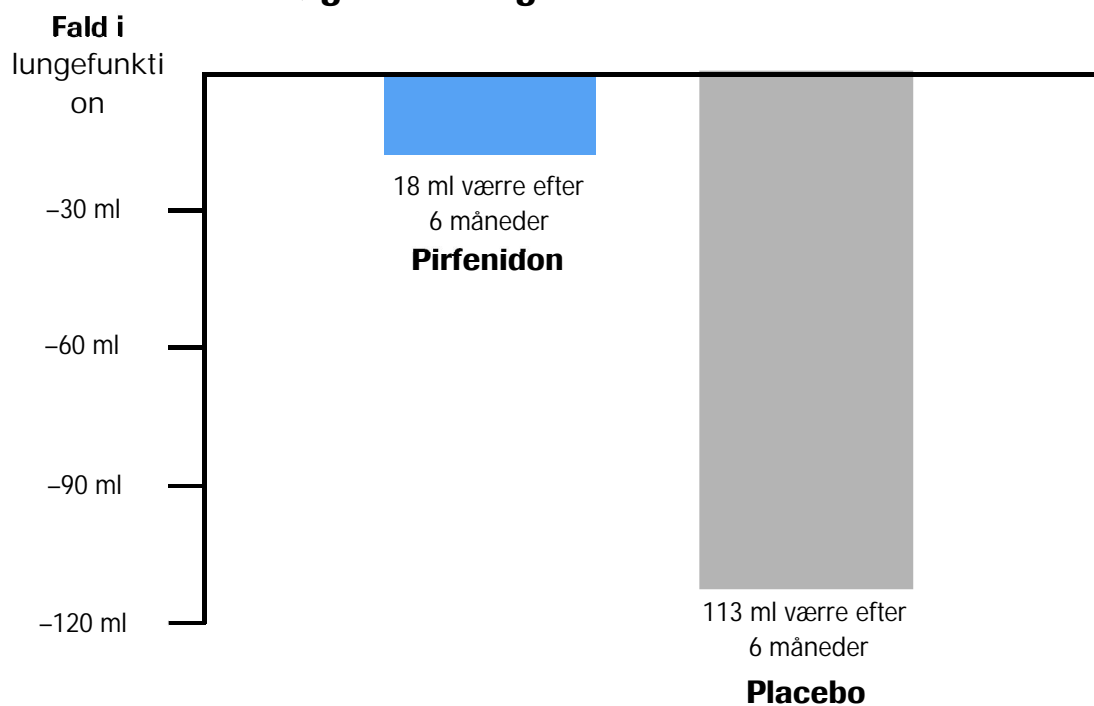 Fald i
lungefunkti
on
18 ml værre efter
6 måneder
Pirfenidon
–30 ml
–60 ml
–90 ml
–120 ml
113 ml værre efter
6 måneder
Placebo